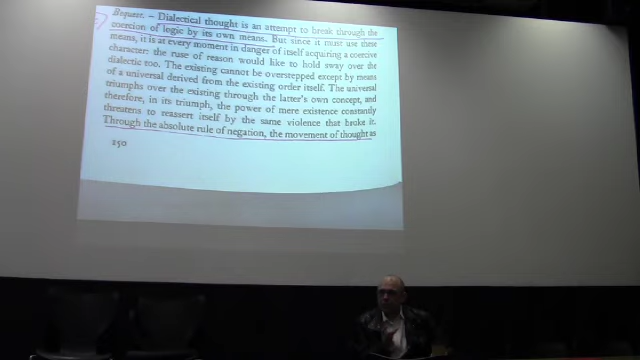 Bequest. – Dialectical thought is an attempt to break through the
coercion of logic by its own means. But since it must use these
means, it is at every moment in danger of itself acquiring a coercive
character: the ruse of reason would like to hold sway over the
dialectic too. The existing cannot be overstepped except by means
of a universal derived from the existing order itself. The universal
triumphs over the existing through the latter's own concept, and
therefore, in its triumph, the power of mere existence constantly
threatens to reassert itself by the same violence that broke it.
Through the absolute rule of negation, the movement of thought as
150